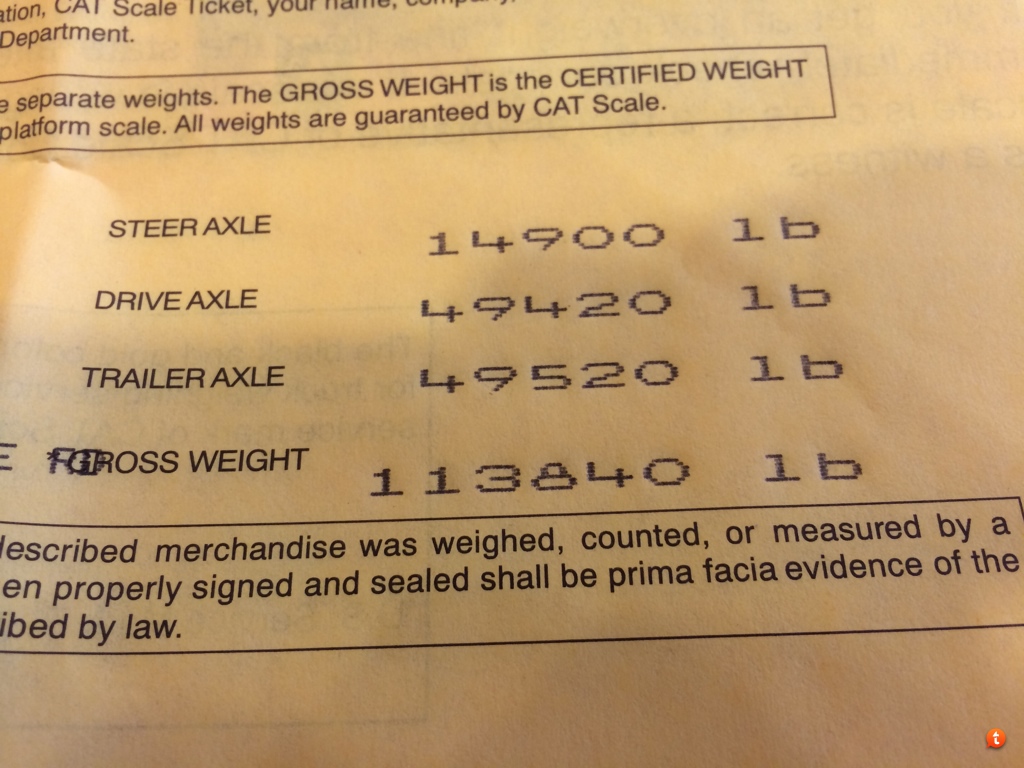 ation, CAT Scale Ticket, your name, company,
Department.
e separate weights. The GROSS WEIGHT is the CERTIFIED WEIGHT
platform scale. All weights are guaranteed by CAT Scale.
STEER AXLE 14900 lb
DRIVE AXLE 49420 lb
TRAILER AXLE 49520 lb
E *GROSS WEIGHT 113840 lb
described merchandise was weighed, counted, or measured by a
en properly signed and sealed shall be prima facia evidence of the
ibed by law.
t